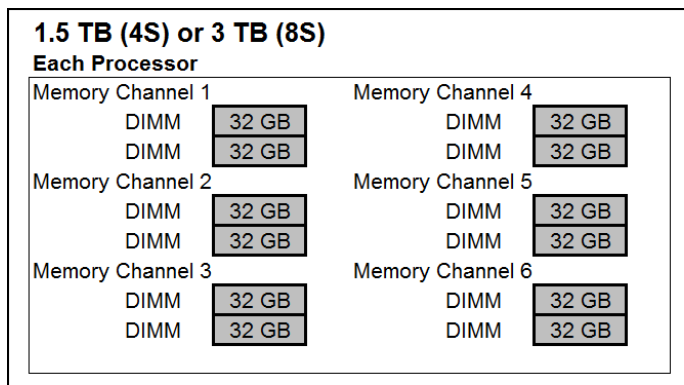 1.5 TB (4S) or 3 TB (8S)
Each Processor
Memory Channel 1
DIMM 32 GB
DIMM 32 GB
Memory Channel 2
DIMM 32 GB
DIMM 32 GB
Memory Channel 3
DIMM 32 GB
DIMM 32 GB
Memory Channel 4
DIMM 32 GB
DIMM 32 GB
Memory Channel 5
DIMM 32 GB
DIMM 32 GB
Memory Channel 6
DIMM 32 GB
DIMM 32 GB